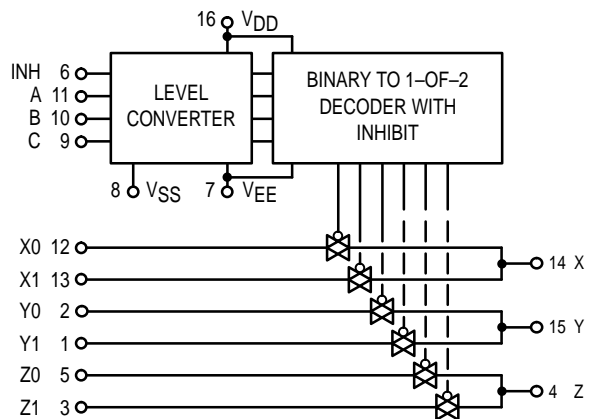 16 VDD
INH 6
A 11
B 10
C 9
LEVEL
CONVERTER
BINARY TO 1–OF–2
DECODER WITH
INHIBIT
8 VSS
7 VEE
X0 12
X1 13
14 X
Y0 2
Y1 1
15 Y
Z0 5
Z1 3
4 Z